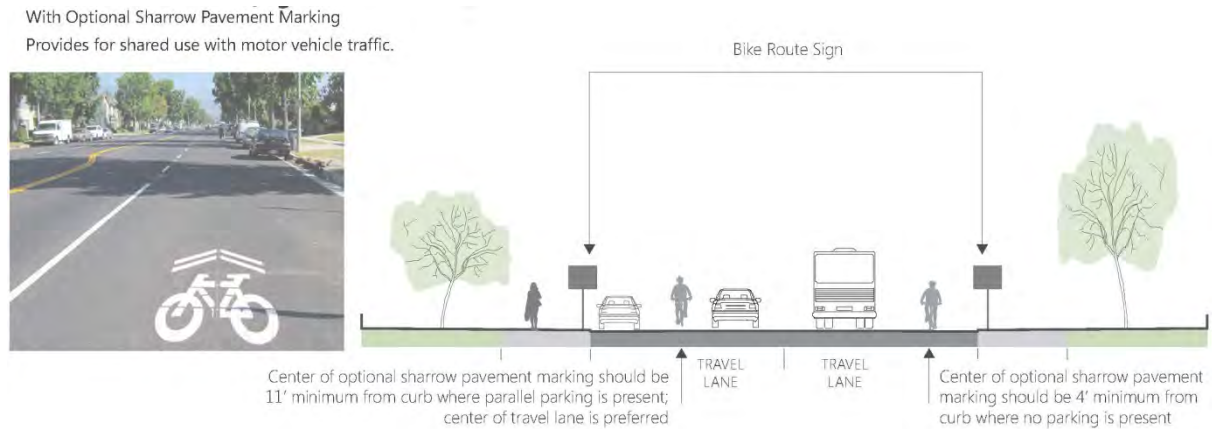 With Optional Sharrow Pavement Marking
Provides for shared use with motor vehicle traffic.
Bike Route Sign
TRAVEL
LANE
TRAVEL
LANE
Center of optional sharrow pavement marking should be
11' minimum from curb where parallel parking is present;
center of travel lane is preferred
Center of optional sharrow pavement
marking should be 4' minimum from
curb where no parking is present